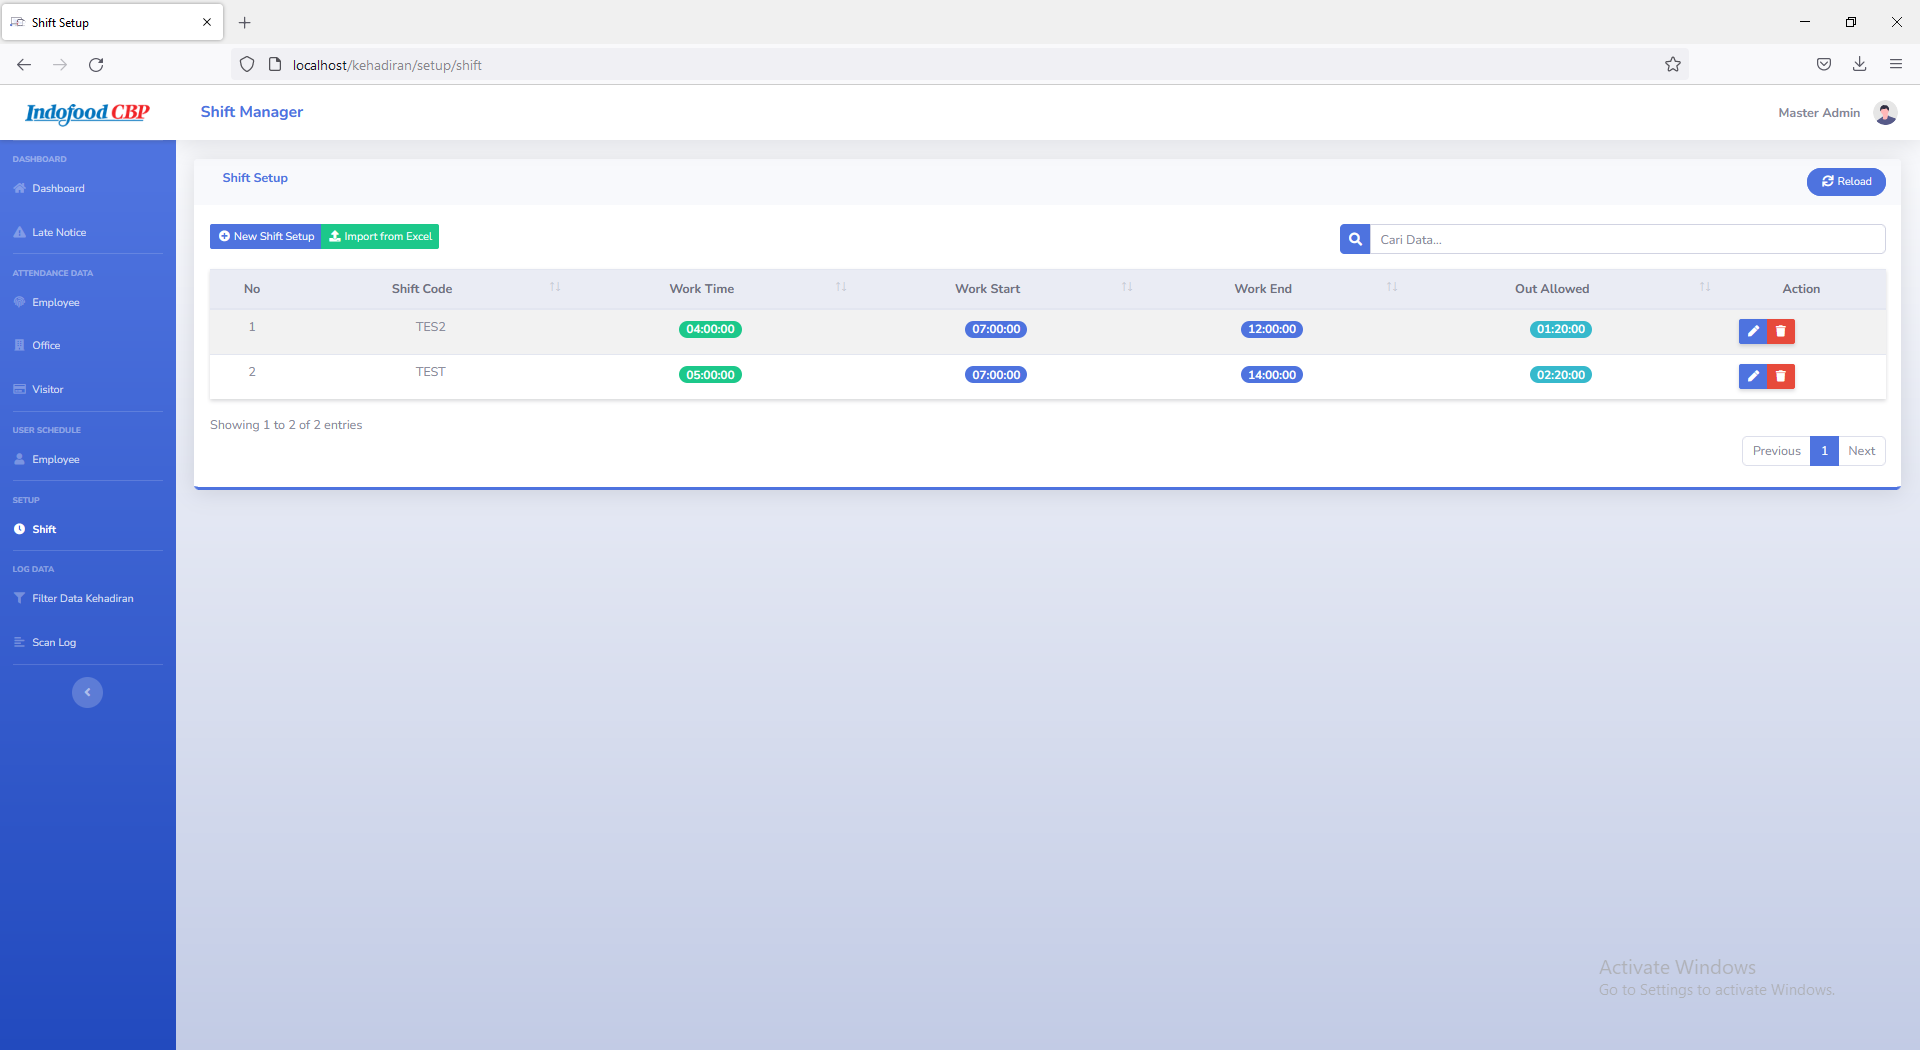 Shift Setup
localhost/kehadiran/setup/shift
Indofood CBP
Shift Manager
Master Admin
DASHBOARD
Dashboard
Late Notice
ATTENDANCE DATA
Employee
Office
Visitor
USER SCHEDULE
Employee
SETUP
Shift
LOG DATA
Filter Data Kehadiran
Scan Log
Shift Setup
Reload
New Shift Setup Import from Excel
Cari Data...
No Shift Code Work Time Work Start Work End Out Allowed Action
1 TES2 04:00:00 07:00:00 12:00:00 01:20:00
2 TEST 05:00:00 07:00:00 14:00:00 02:20:00
Showing 1 to 2 of 2 entries
Previous 1 Next
Activate Windows
Go to Settings to activate Windows.